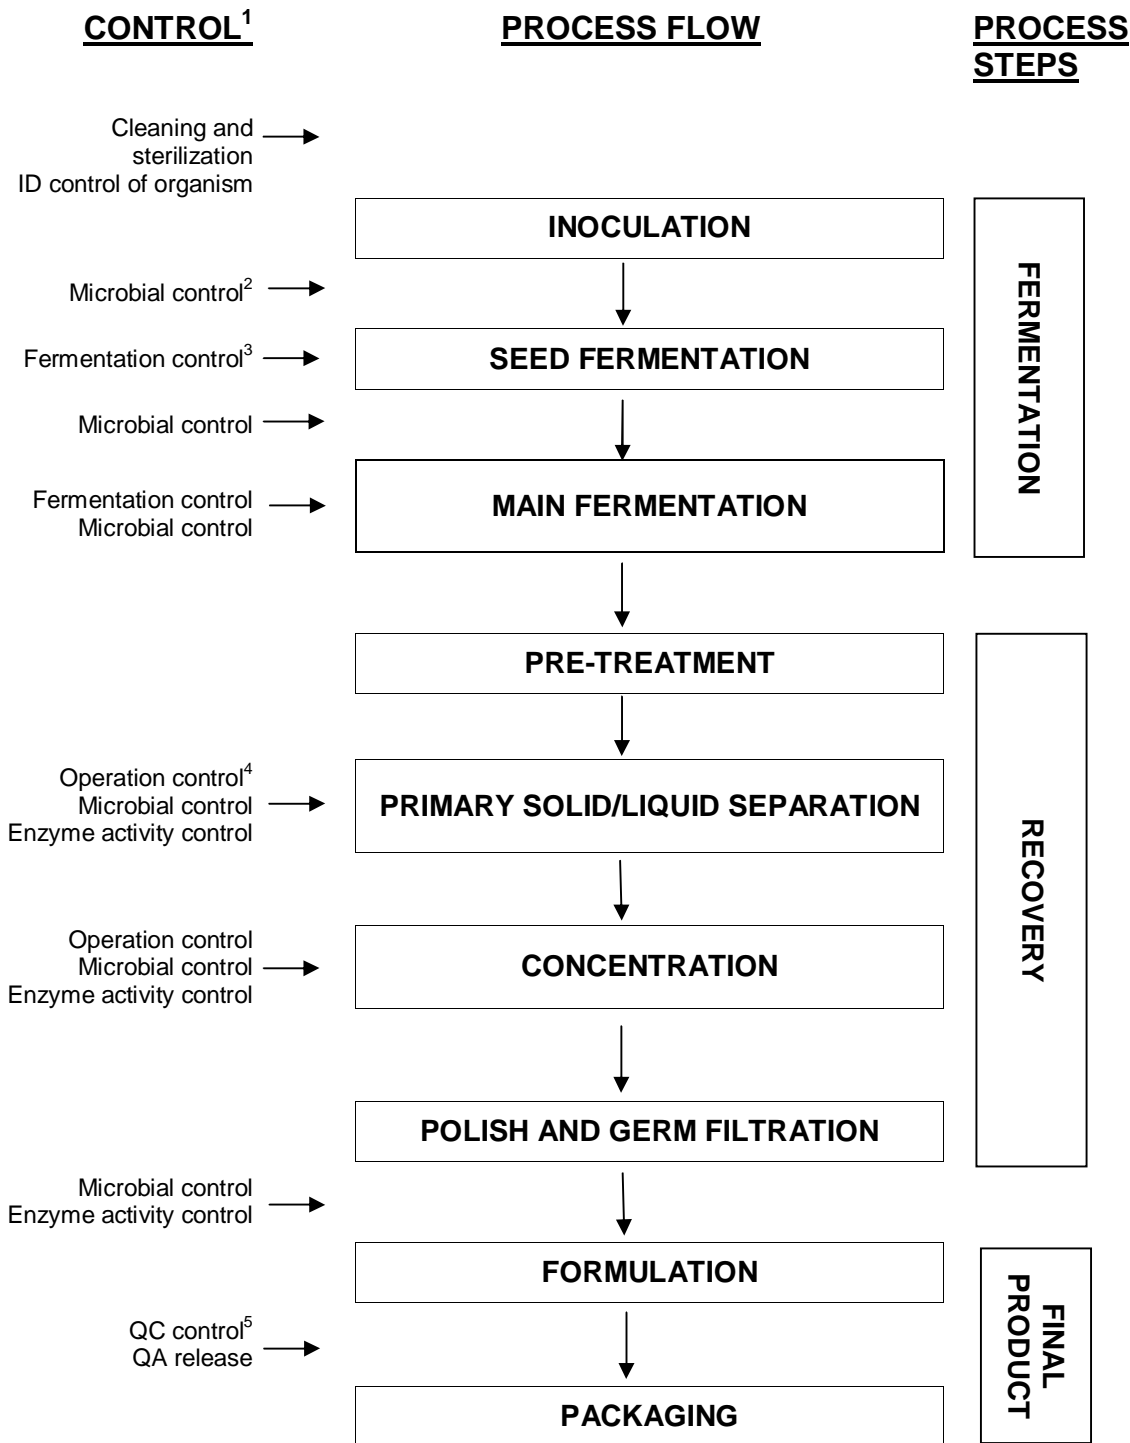 CONTROL¹
PROCESS FLOW
PROCESS
STEPS
Cleaning and
sterilization
ID control of organism
INOCULATION
Microbial control²
Fermentation control³
SEED FERMENTATION
Microbial control
Fermentation control
Microbial control
MAIN FERMENTATION
FERMENTATION
PRE-TREATMENT
Operation control⁴
Microbial control
Enzyme activity control
PRIMARY SOLID/LIQUID SEPARATION
Operation control
Microbial control
Enzyme activity control
CONCENTRATION
POLISH AND GERM FILTRATION
RECOVERY
Microbial control
Enzyme activity control
FORMULATION
QC control⁵
QA release
PACKAGING
FINAL
PRODUCT